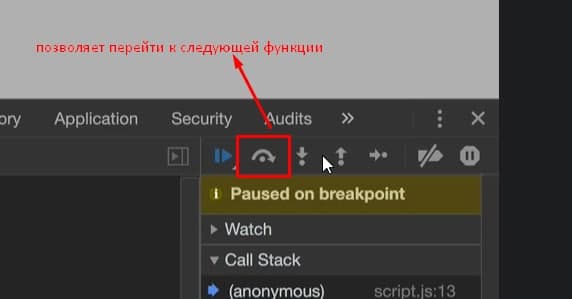 позволяет перейти к следующей функции
ory Application Security Audits »
Paused on breakpoint
Watch
Call Stack
(anonymous) script.js:13